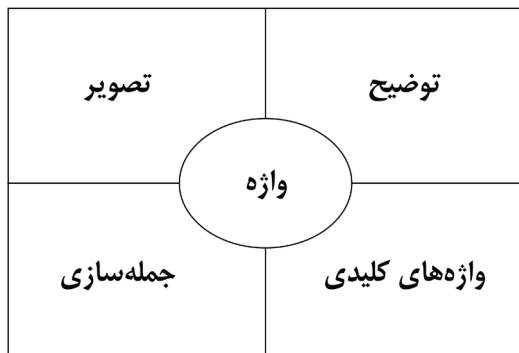 توضیح
تصویر
واژه
واژه‌های کلیدی
جمله‌سازی